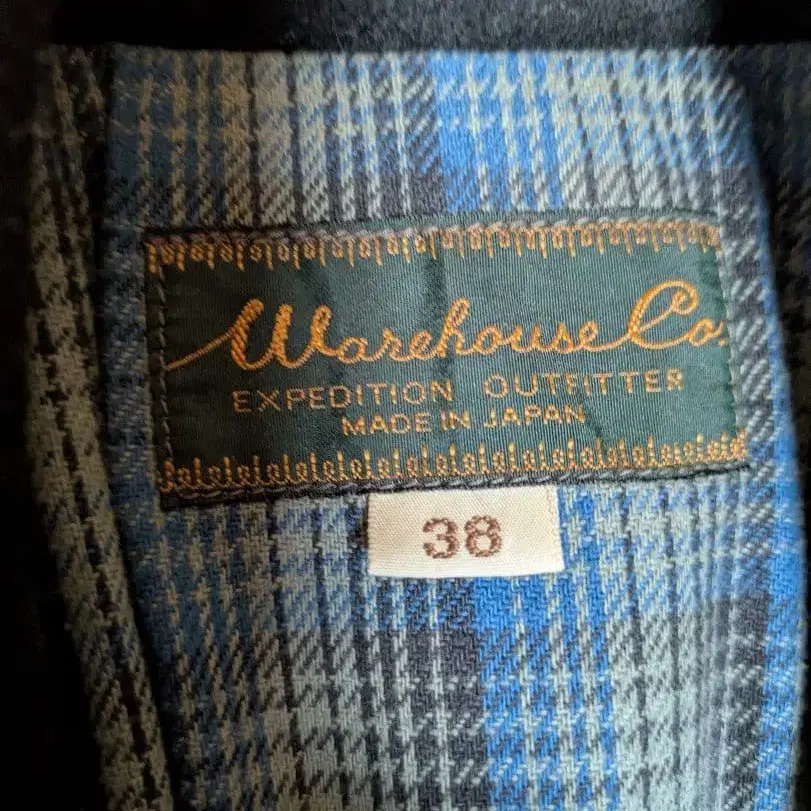 Warehouse Co.
EXPEDITION OUTFITTER
MADE IN JAPAN
38